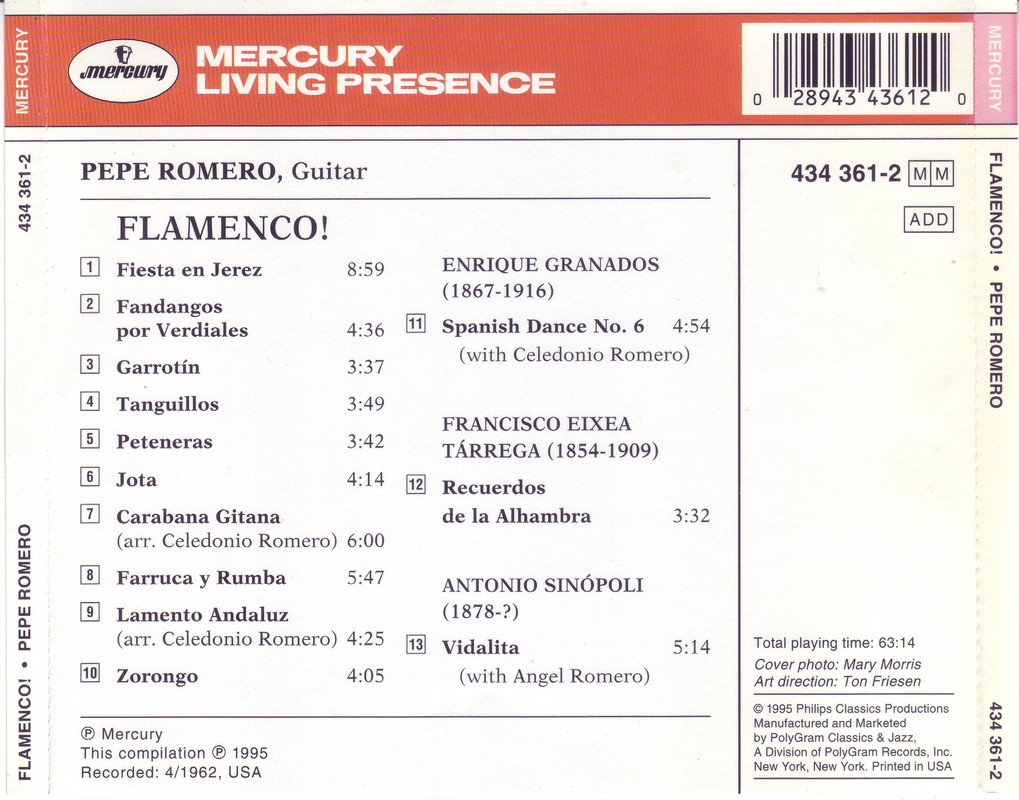 MERCURY
mercury
MERCURY
LIVING PRESENCE
0 28943 43612 0
MERCURY
434 361-2
FLAMENCO! • PEPE ROMERO
PEPE ROMERO, Guitar
FLAMENCO!
1 Fiesta en Jerez 8:59
2 Fandangos
por Verdiales 4:36
3 Garrotín 3:37
4 Tanguillos 3:49
5 Peteneras 3:42
6 Jota 4:14
7 Carabana Gitana
(arr. Celedonio Romero) 6:00
8 Farruca y Rumba 5:47
9 Lamento Andaluz
(arr. Celedonio Romero) 4:25
10 Zorongo 4:05
ENRIQUE GRANADOS
(1867-1916)
11 Spanish Dance No. 6 4:54
(with Celedonio Romero)
FRANCISCO EIXEA
TÁRREGA (1854-1909)
12 Recuerdos
de la Alhambra 3:32
ANTONIO SINÓPOLI
(1878-?)
13 Vidalita 5:14
(with Angel Romero)
℗ Mercury
This compilation ℗ 1995
Recorded: 4/1962, USA
434 361-2 MM
ADD
Total playing time: 63:14
Cover photo: Mary Morris
Art direction: Ton Friesen
© 1995 Philips Classics Productions
Manufactured and Marketed
by PolyGram Classics & Jazz,
A Division of PolyGram Records, Inc.
New York, New York. Printed in USA
FLAMENCO! • PEPE ROMERO
434 361-2